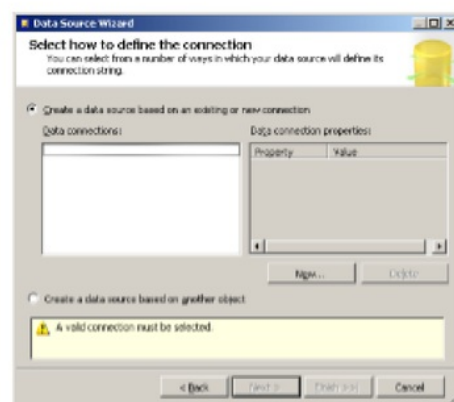 Data Source Wizard
Select how to define the connection
You can select from a number of ways in which your data source will define its
connection string.
Create a data source based on an existing or new connection
Data connections:
Data connection properties:
Property Value
New... Delete
Create a data source based on another object
A valid connection must be selected.
< Back Next > Finish >>| Cancel